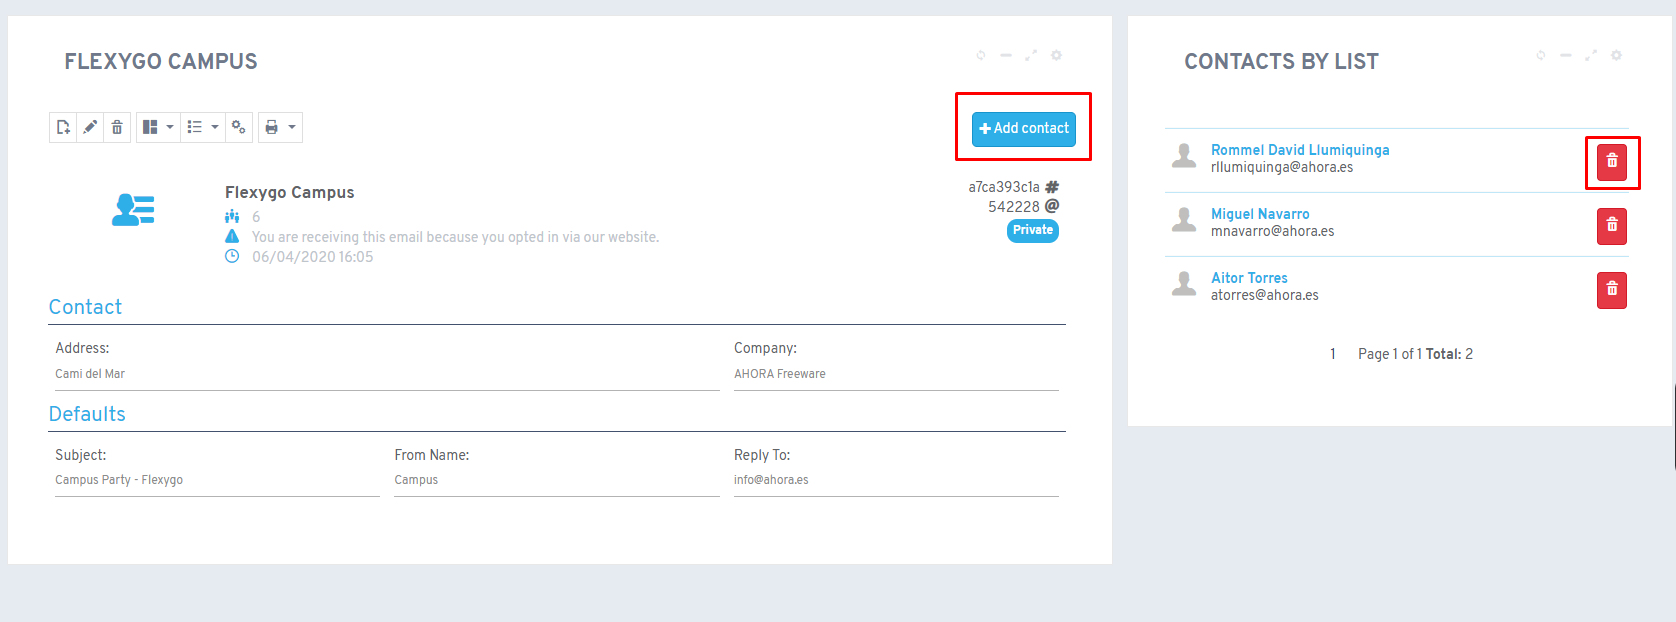 FLEXYGO CAMPUS
+ Add contact
Flexygo Campus
6
You are receiving this email because you opted in via our website.
06/04/2020 16:05
a7ca393c1a #
542228 @
Private
Contact
Address:
Cami del Mar
Company:
AHORA Freeware
Defaults
Subject:
Campus Party - Flexygo
From Name:
Campus
Reply To:
info@ahora.es
CONTACTS BY LIST
Rommel David Llumiquinga
rllumiquinga@ahora.es
Miguel Navarro
mnavarro@ahora.es
Aitor Torres
atorres@ahora.es
1 Page 1 of 1 Total: 2